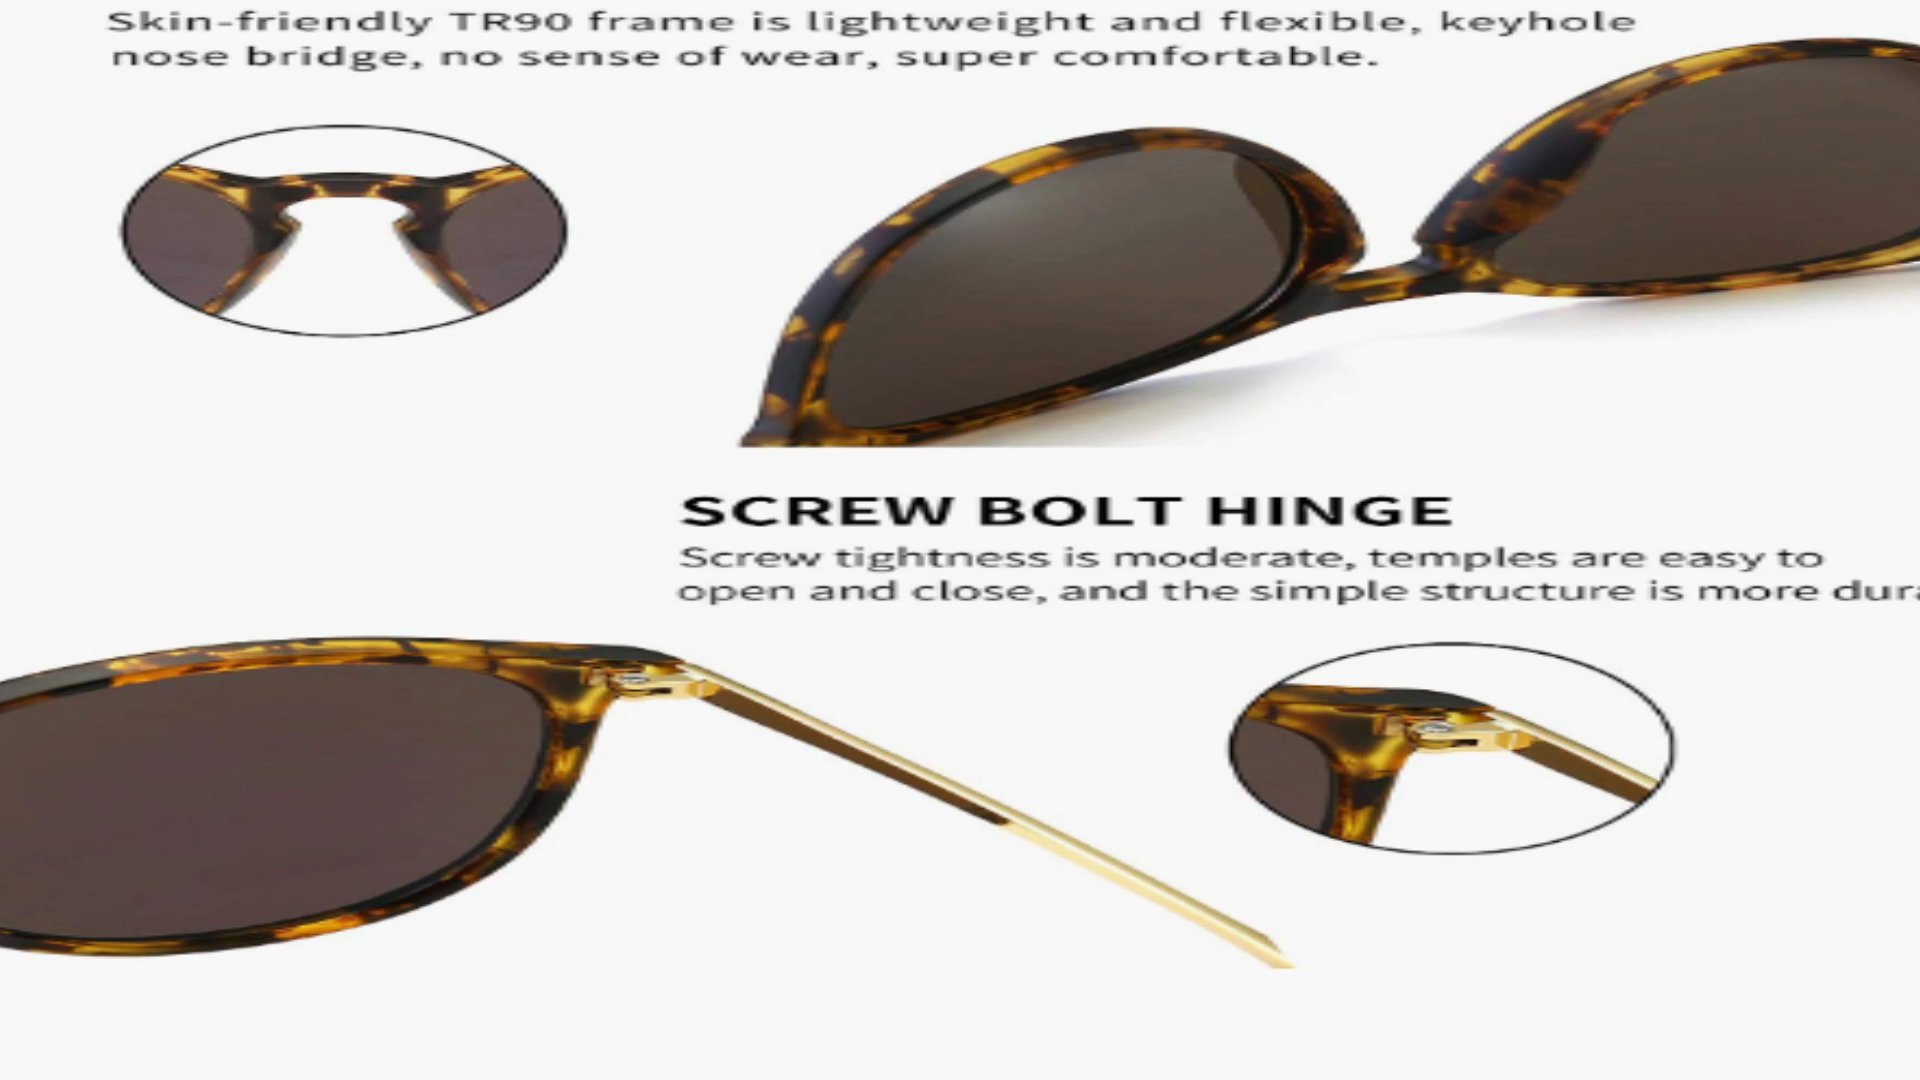 Skin-friendly TR90 frame is lightweight and flexible, keyhole
nose bridge, no sense of wear, super comfortable.
SCREW BOLT HINGE
Screw tightness is moderate, temples are easy to
open and close, and the simple structure is more